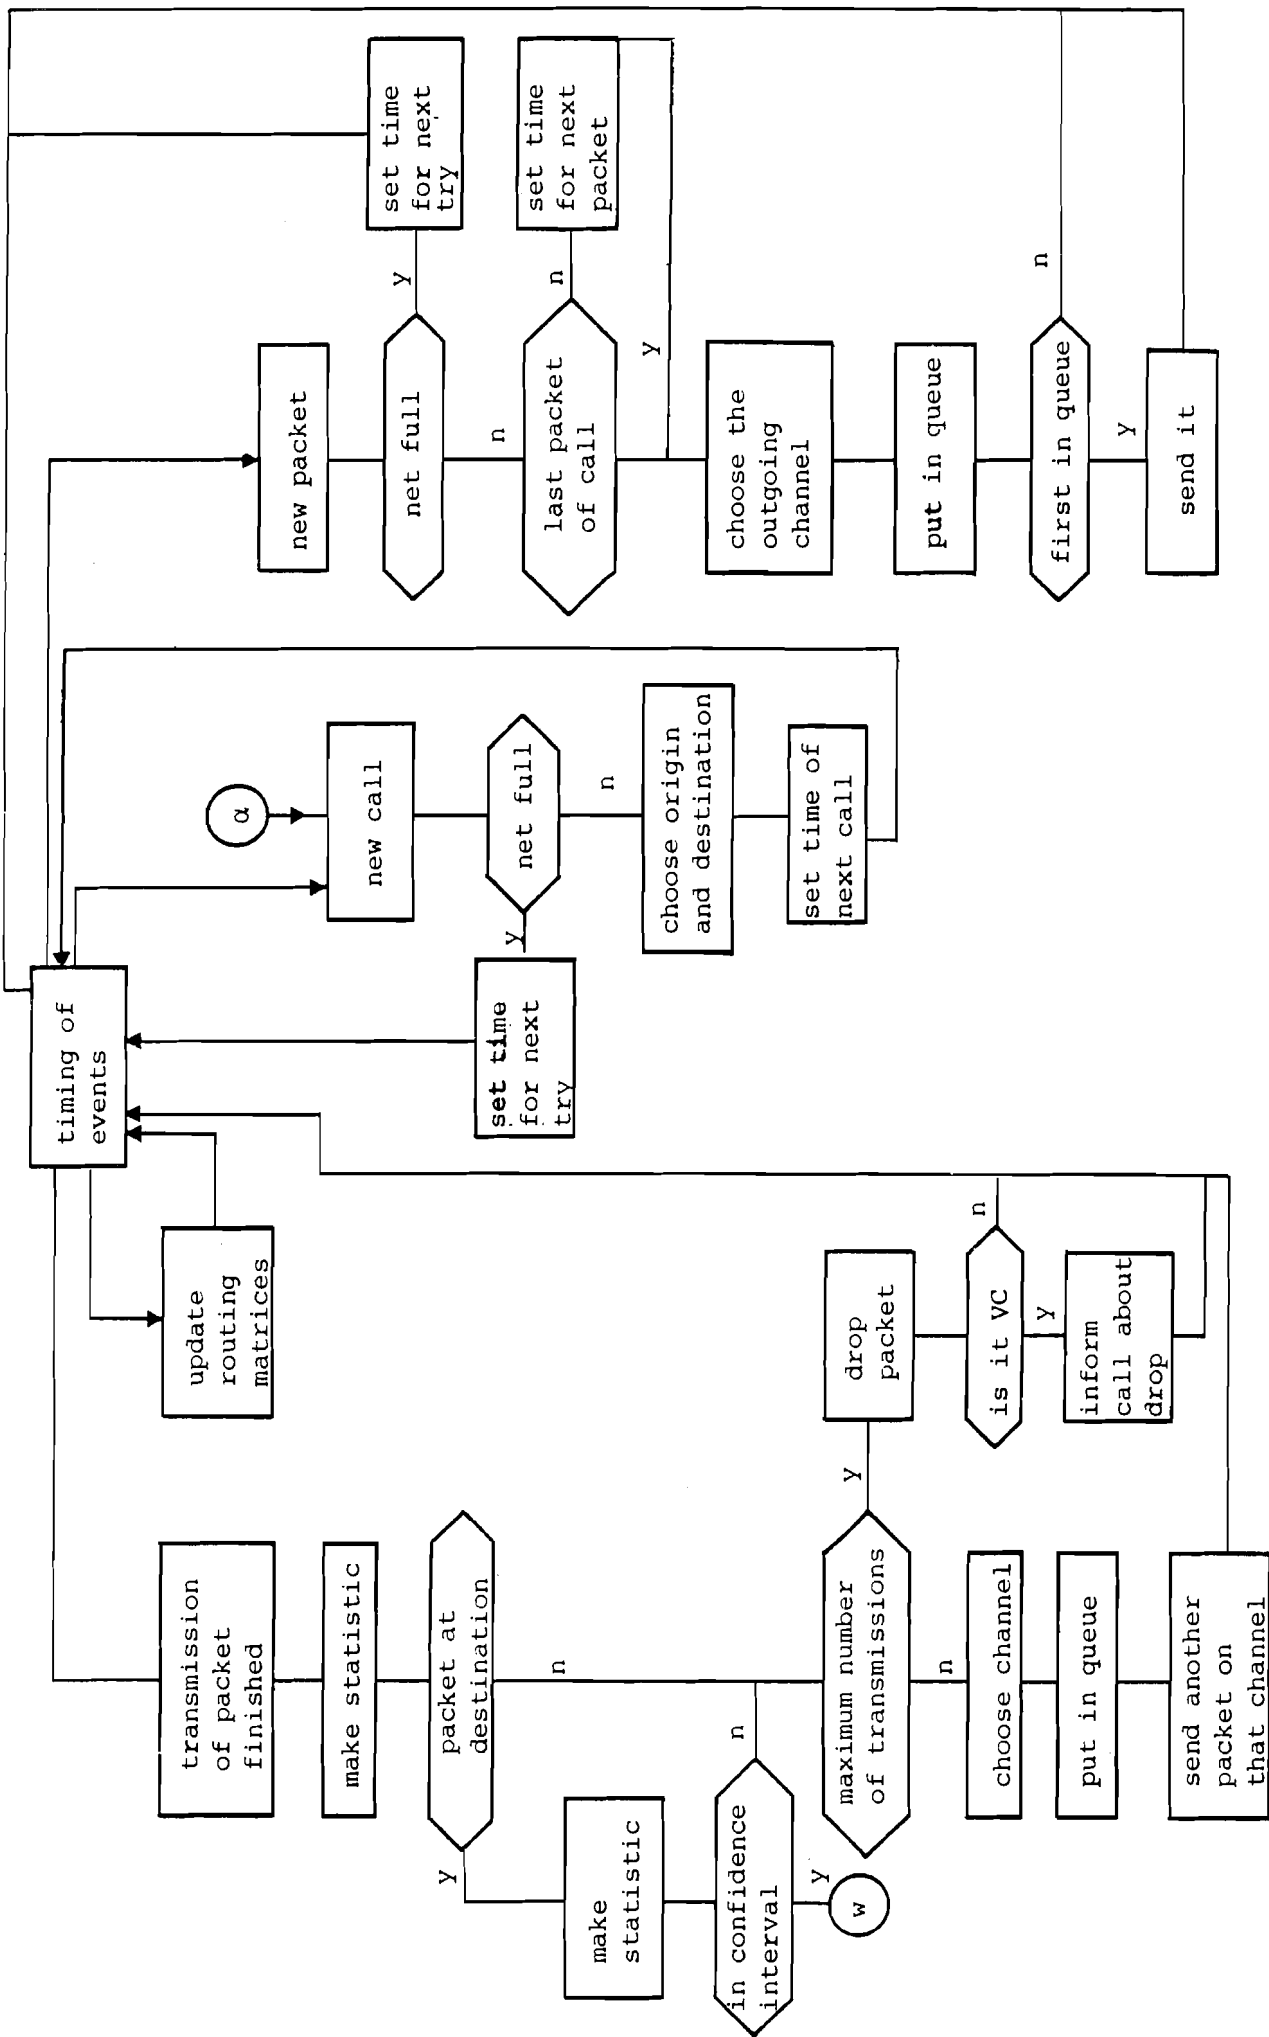 timing of
events
update
routing
matrices
transmission
of packet
finished
make statistic
packet at
destination
y
n
make
statistic
in confidence
interval
n
y
w
maximum number
of transmissions
y
n
drop
packet
is it VC
n
y
inform
call about
drop
choose channel
put in queue
send another
packet on
that channel
α
new call
net full
y
n
set time
for next
try
choose origin
and destination
set time of
next call
new packet
net full
y
n
set time
for next
try
last packet
of call
n
y
set time
for next
packet
choose the
outgoing
channel
put in queue
first in queue
n
y
send it